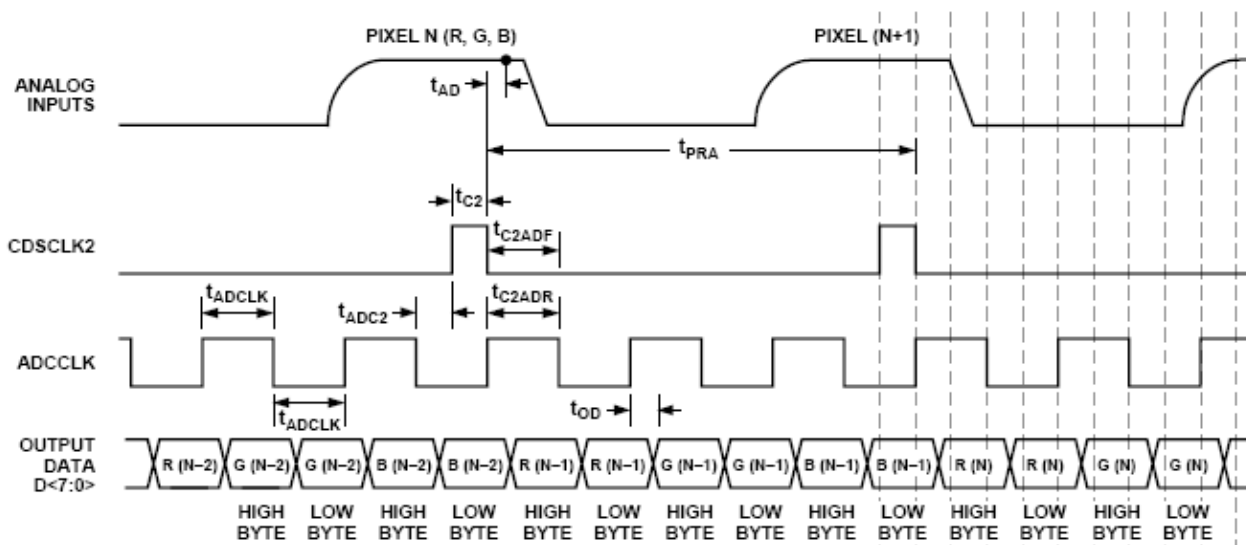 PIXEL N (R, G, B)
PIXEL (N+1)
ANALOG
INPUTS
tAD
tPRA
tC2
CDSCLK2
tC2ADF
tADCLK
tADC2
tC2ADR
ADCCLK
tADCLK
tOD
OUTPUT
DATA
D<7:0>
R (N–2) G (N–2) G (N–2) B (N–2) B (N–2) R (N–1) R (N–1) G (N–1) G (N–1) B (N–1) B (N–1) R (N) R (N) G (N) G (N)
HIGH LOW HIGH LOW HIGH LOW HIGH LOW HIGH LOW HIGH LOW HIGH LOW
BYTE BYTE BYTE BYTE BYTE BYTE BYTE BYTE BYTE BYTE BYTE BYTE BYTE BYTE